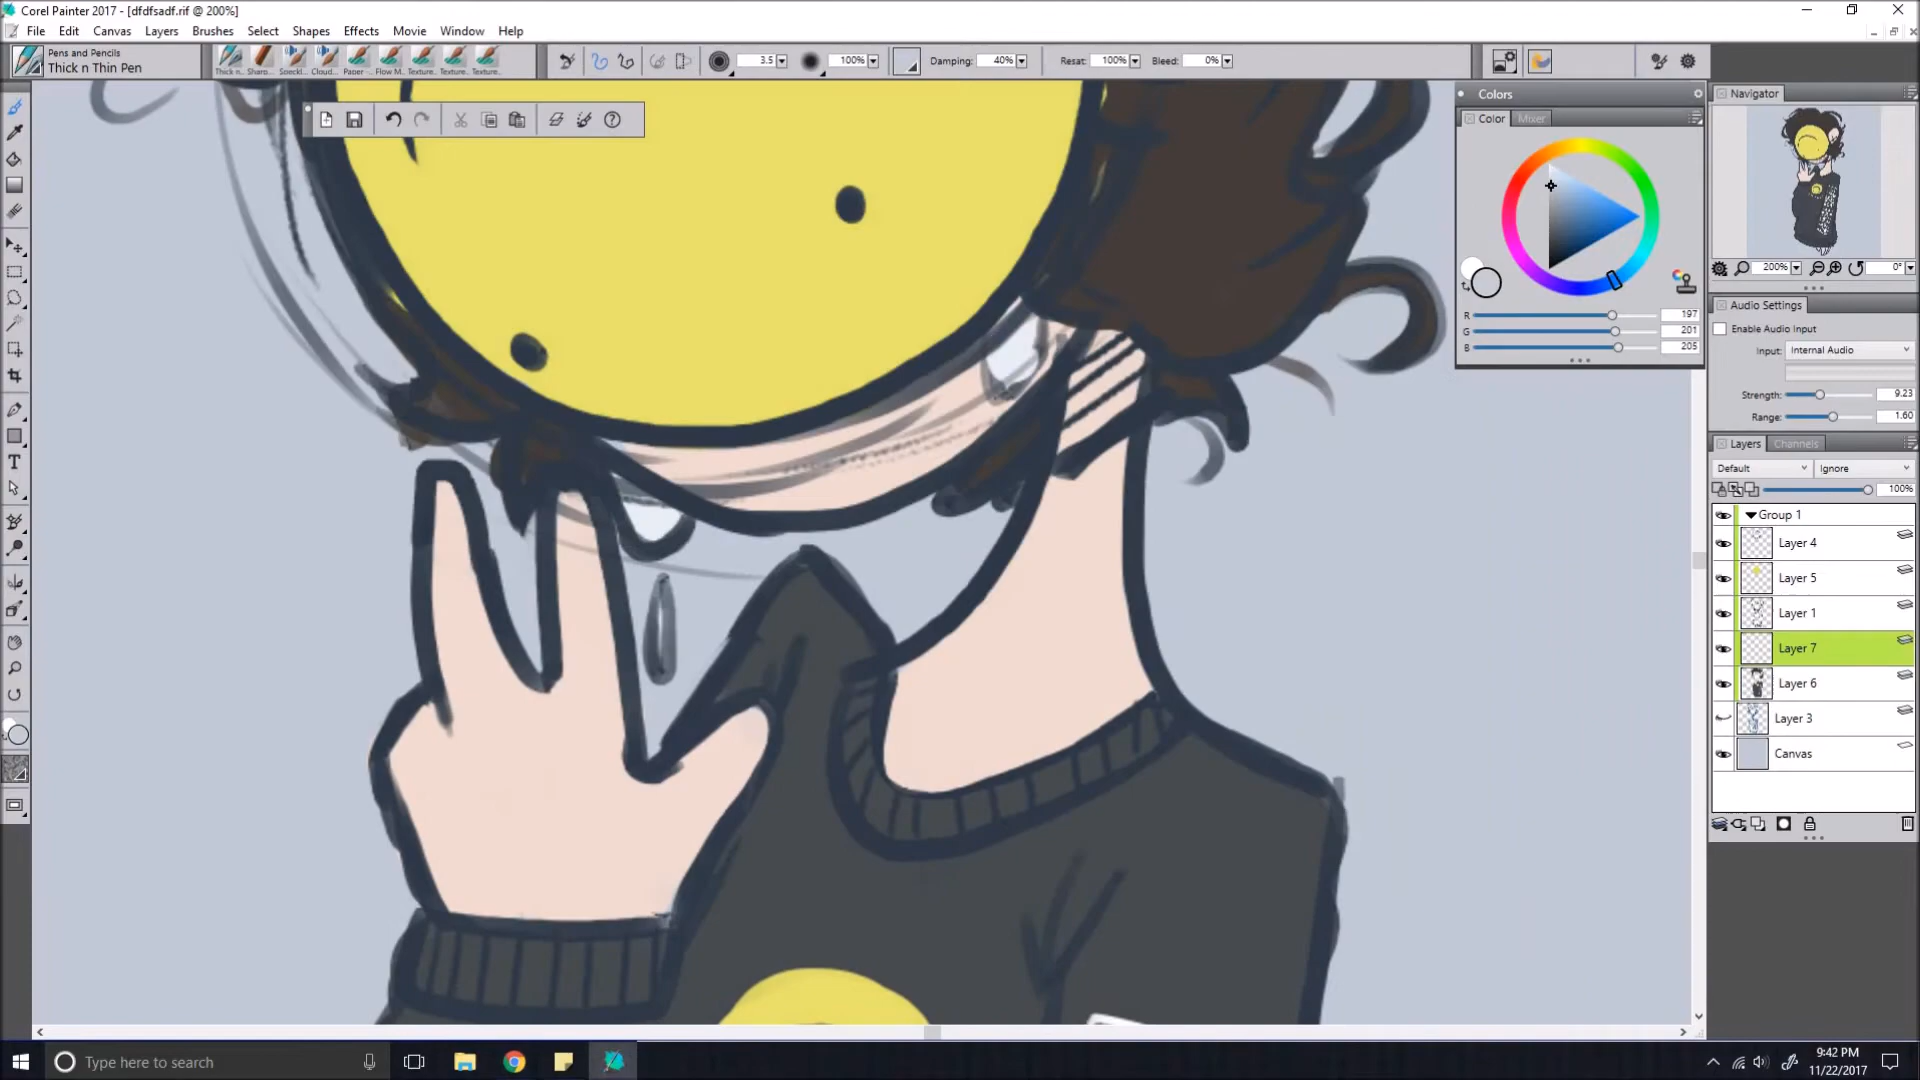 Corel Painter 2017 - [dfdfsadf.rif @ 200%]
File Edit Canvas Layers Brushes Select Shapes Effects Movie Window Help
Pens and Pencils
Thick n Thin Pen
Thick n... Sharp... Sceckl... Cloud... Paper ... Flow M... Texture... Texture... Texture...
3.5 100% Damping: 40% Resat: 100% Bleed: 0%
Colors
Color Mixer
R 197
G 201
B 205
Navigator
200% 0°
Audio Settings
Enable Audio Input
Input: Internal Audio
Strength: 9.23
Range: 1.60
Layers Channels
Default Ignore
100%
Group 1
Layer 4
Layer 5
Layer 1
Layer 7
Layer 6
Layer 3
Canvas
Type here to search
9:42 PM
11/22/2017